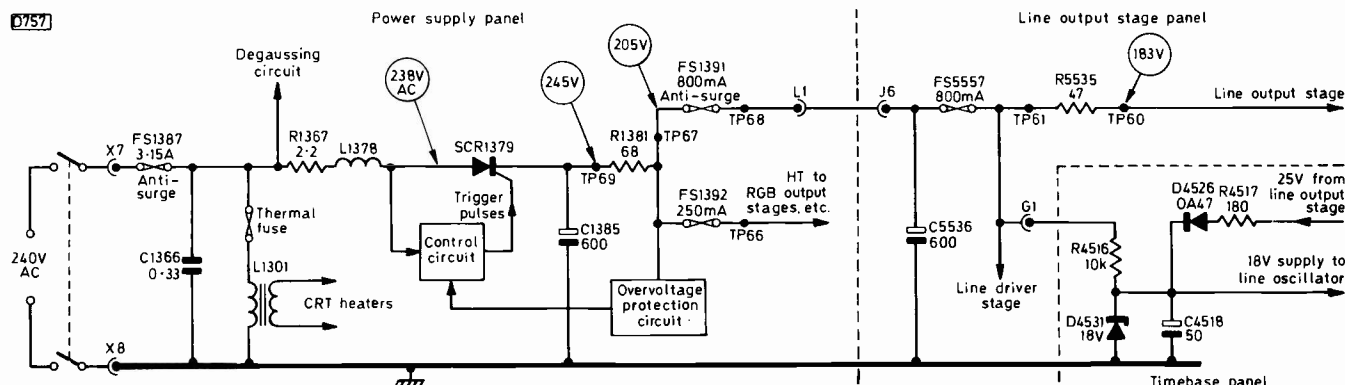 D757
Power supply panel
Line output stage panel
Degaussing
circuit
238V
AC
245V
205V
FS1391
800mA
Anti-surge
L1
J6
FS5557
800mA
R5535
47
183V
Line output stage
TP68
TP61
TP60
X7
FS1387
3·15A
Anti-
surge
R1367
2·2
L1378
SCR1379
TP69
R1381
68
TP67
Trigger
pulses
HT to
RGB output
stages, etc.
FS1392
250mA
TP66
Thermal
fuse
C1366
0·33
L1301
CRT heaters
Control
circuit
C1385
600
Overvoltage
protection
circuit
C5536
600
G1
Line driver
stage
D4526
OA47
R4517
180
25V from
line output
stage
R4516
10k
18V supply to
line oscillator
D4531
18V
C4518
50
240V
AC
X8
Timebase panel